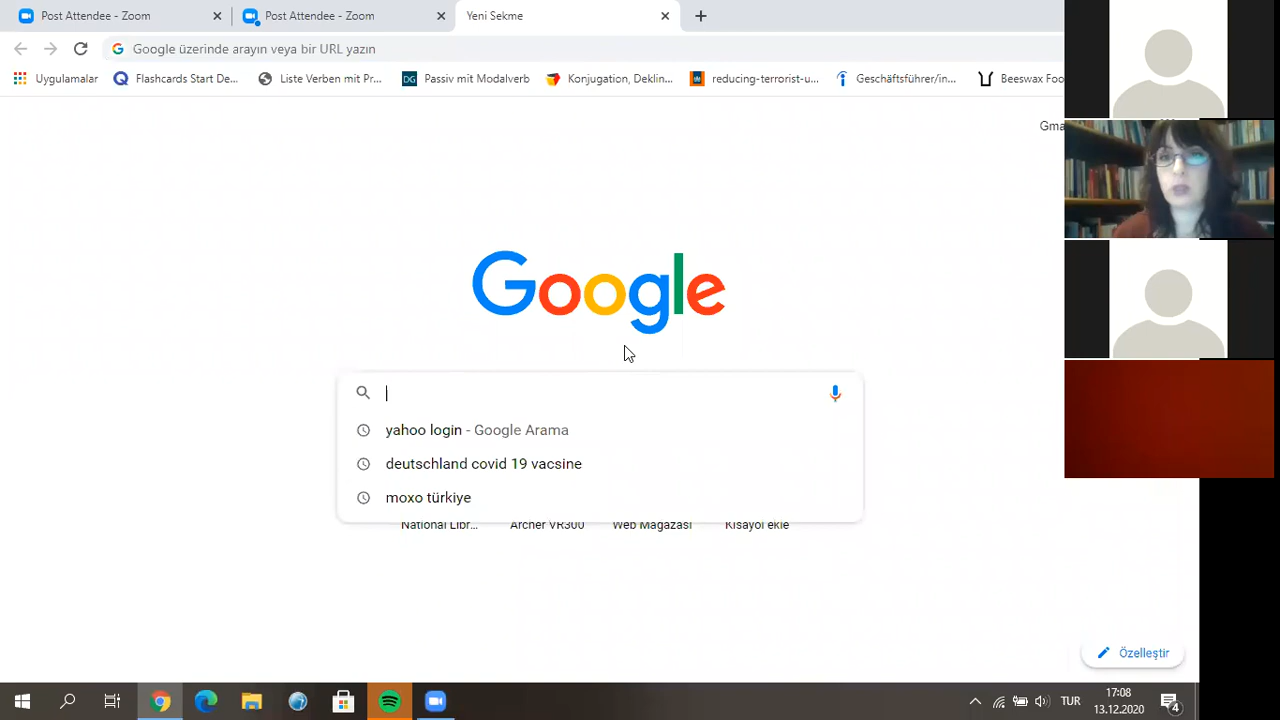 Post Attendee - Zoom
Post Attendee - Zoom
Yeni Sekme
Google üzerinde arayın veya bir URL yazın
Uygulamalar
Flashcards Start De...
Liste Verben mit Pr...
Passiv mit Modalverb
Konjugation, Deklin...
reducing-terrorist-u...
Geschäftsführer/in...
Beeswax Foo
Gma
Google
yahoo login - Google Arama
deutschland covid 19 vacsine
moxo türkiye
National Libr...
Archer VR300
Web Mağazası
Kısayol ekle
Özelleştir
TUR
17:08
13.12.2020
4